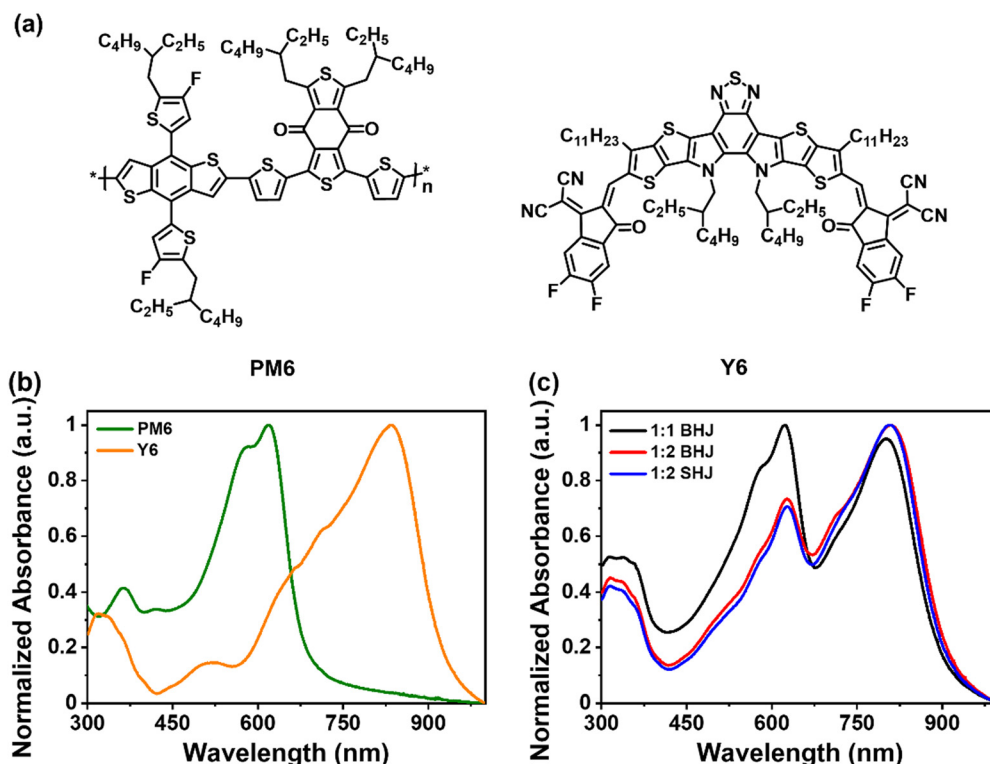 (a)
C₄H₉ C₂H₅
F
S
C₄H₉ C₂H₅ C₂H₅ C₄H₉
S
O O
* S S S S S * n
S
F
C₂H₅ C₄H₉
N S N
C₁₁H₂₃ S S C₁₁H₂₃
S N N S
NC CN
NC O C₂H₅ C₂H₅ O CN
C₄H₉ C₄H₉
F F F F
PM6
Y6
(b)
Normalized Absorbance (a.u.)
1
0.8
0.6
0.4
0.2
0
PM6
Y6
300 450 600 750 900
Wavelength (nm)
(c)
Normalized Absorbance (a.u.)
1
0.8
0.6
0.4
0.2
0
1:1 BHJ
1:2 BHJ
1:2 SHJ
300 450 600 750 900
Wavelength (nm)